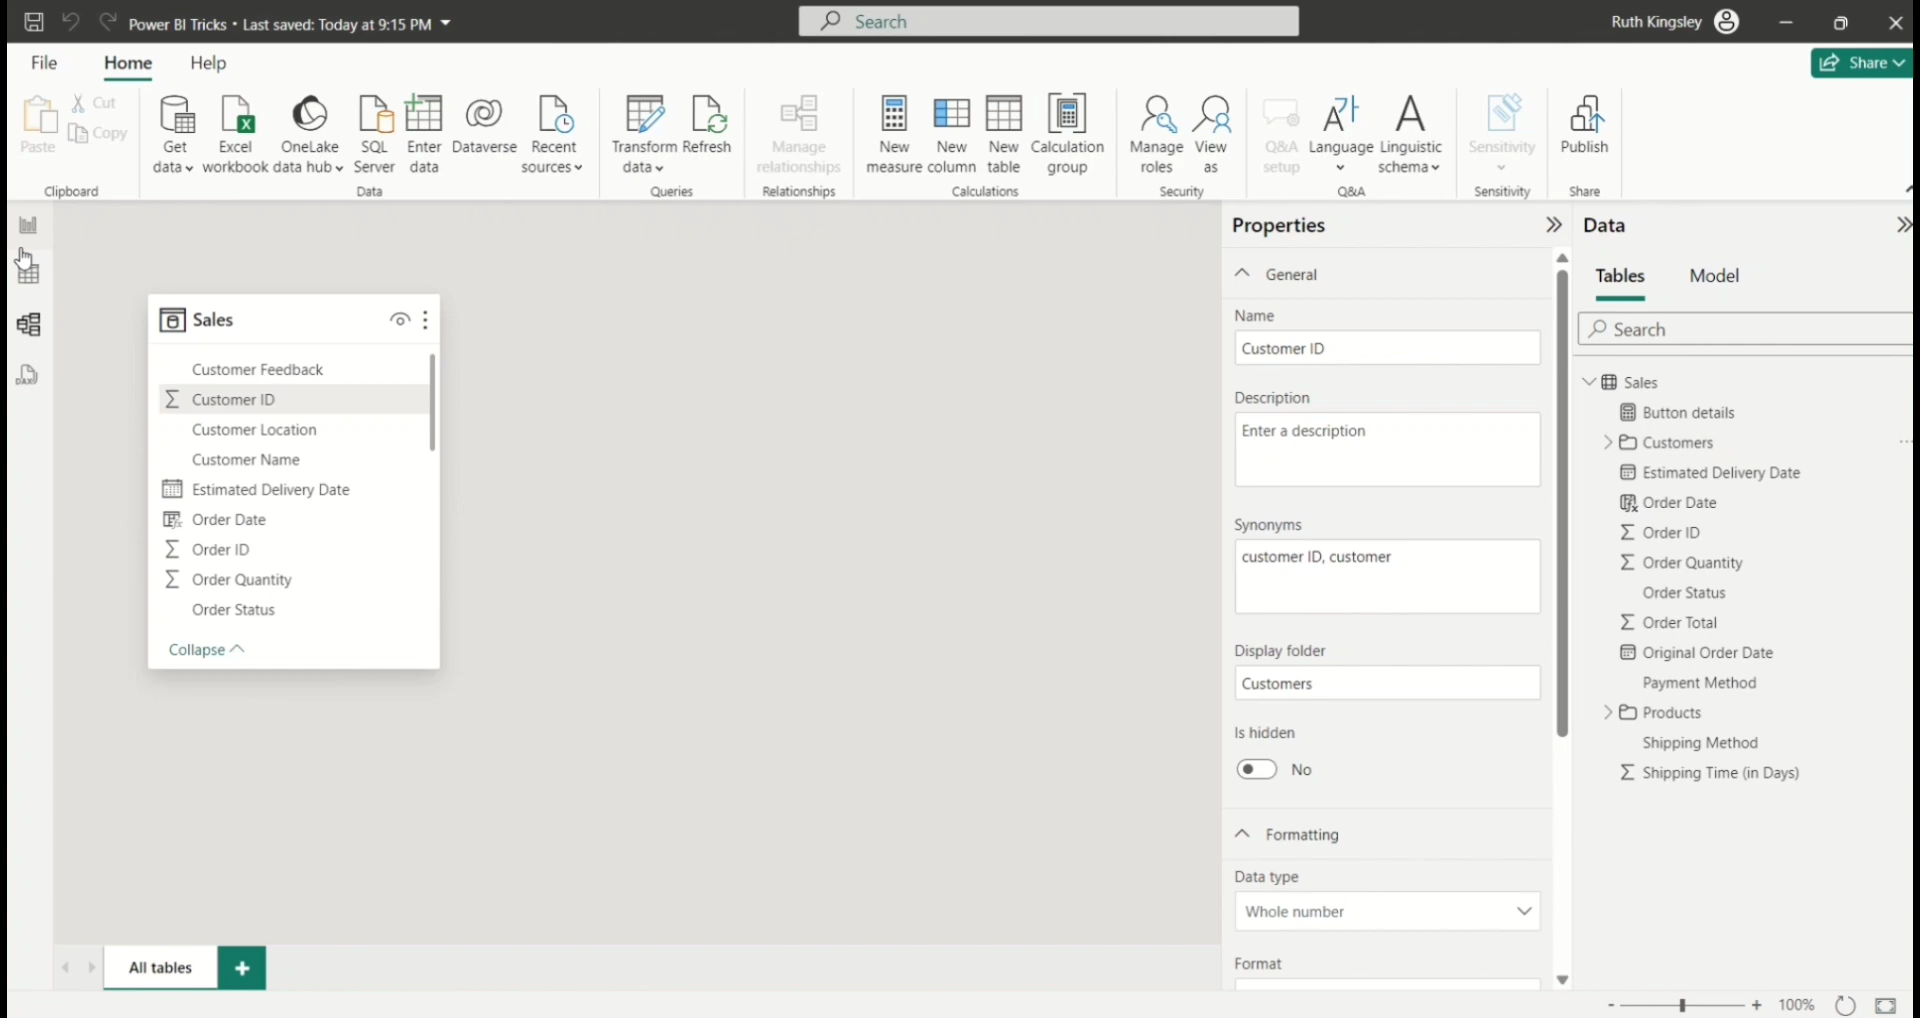 Power BI Tricks • Last saved: Today at 9:15 PM
Search
Ruth Kingsley
File
Home
Help
Share
Paste
Cut
Copy
Clipboard
Get data
Excel workbook
OneLake data hub
SQL Server
Enter data
Dataverse
Recent sources
Data
Transform data
Refresh
Queries
Manage relationships
Relationships
New measure
New column
New table
Calculation group
Calculations
Manage roles
View as
Security
Q&A setup
Language
Linguistic schema
Q&A
Sensitivity
Sensitivity
Publish
Share
DAX
Sales
Customer Feedback
Customer ID
Customer Location
Customer Name
Estimated Delivery Date
Order Date
Order ID
Order Quantity
Order Status
Collapse
All tables
Properties
General
Name
Customer ID
Description
Enter a description
Synonyms
customer ID, customer
Display folder
Customers
Is hidden
No
Formatting
Data type
Whole number
Format
Data
Tables
Model
Search
Sales
Button details
Customers
Estimated Delivery Date
Order Date
Order ID
Order Quantity
Order Status
Order Total
Original Order Date
Payment Method
Products
Shipping Method
Shipping Time (in Days)
- + 100%